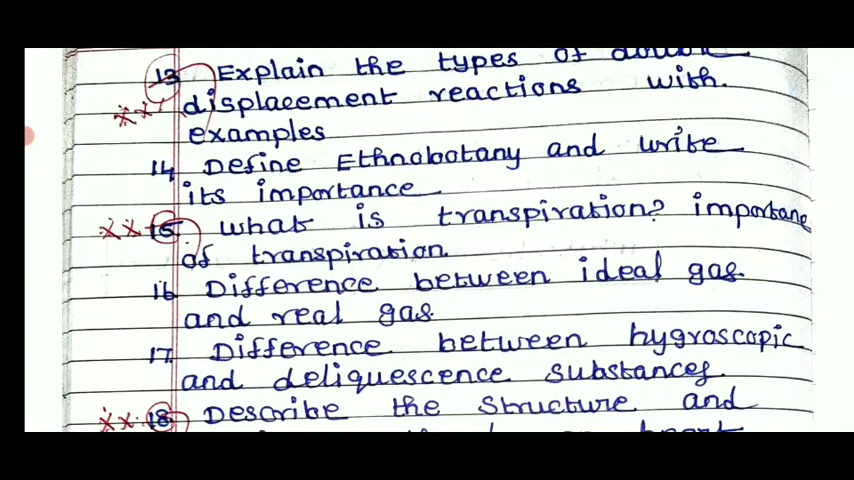 13 Explain the types of double
displacement reactions with.
examples
14 Define Ethnobotany and write
its importance
15 What is transpiration? importance
of transpiration.
16 Difference between ideal gas
and real gas
17 Difference between hygroscopic
and deliquescence substances
18 Describe the structure and